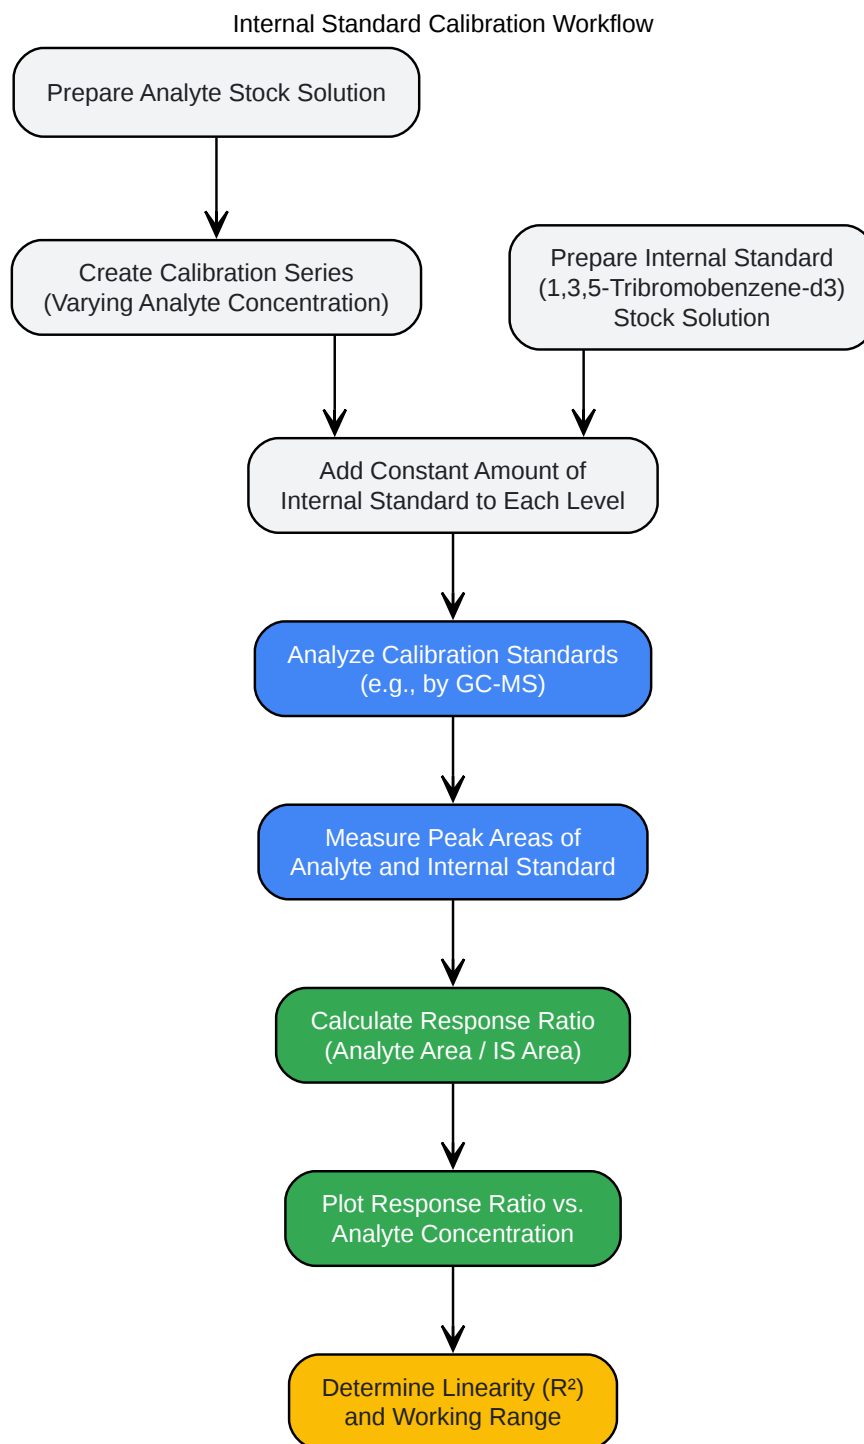 Internal Standard Calibration Workflow
Prepare Analyte Stock Solution
Create Calibration Series
(Varying Analyte Concentration)
Prepare Internal Standard
(1,3,5-Tribromobenzene-d3)
Stock Solution
Add Constant Amount of
Internal Standard to Each Level
Analyze Calibration Standards
(e.g., by GC-MS)
Measure Peak Areas of
Analyte and Internal Standard
Calculate Response Ratio
(Analyte Area / IS Area)
Plot Response Ratio vs.
Analyte Concentration
Determine Linearity (R²)
and Working Range